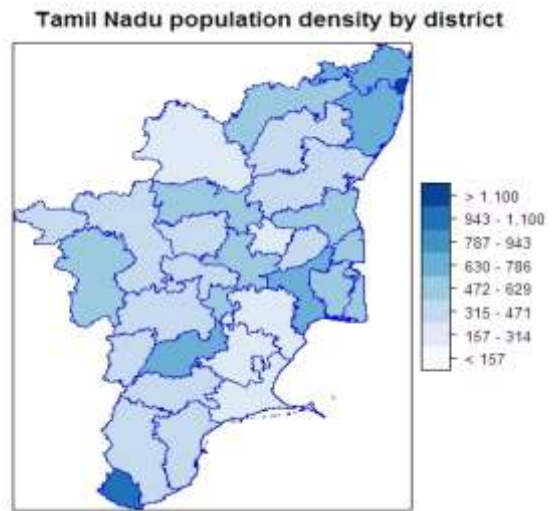 Tamil Nadu population density by district
> 1.100
943 - 1.100
787 - 943
630 - 786
472 - 629
315 - 471
157 - 314
< 157